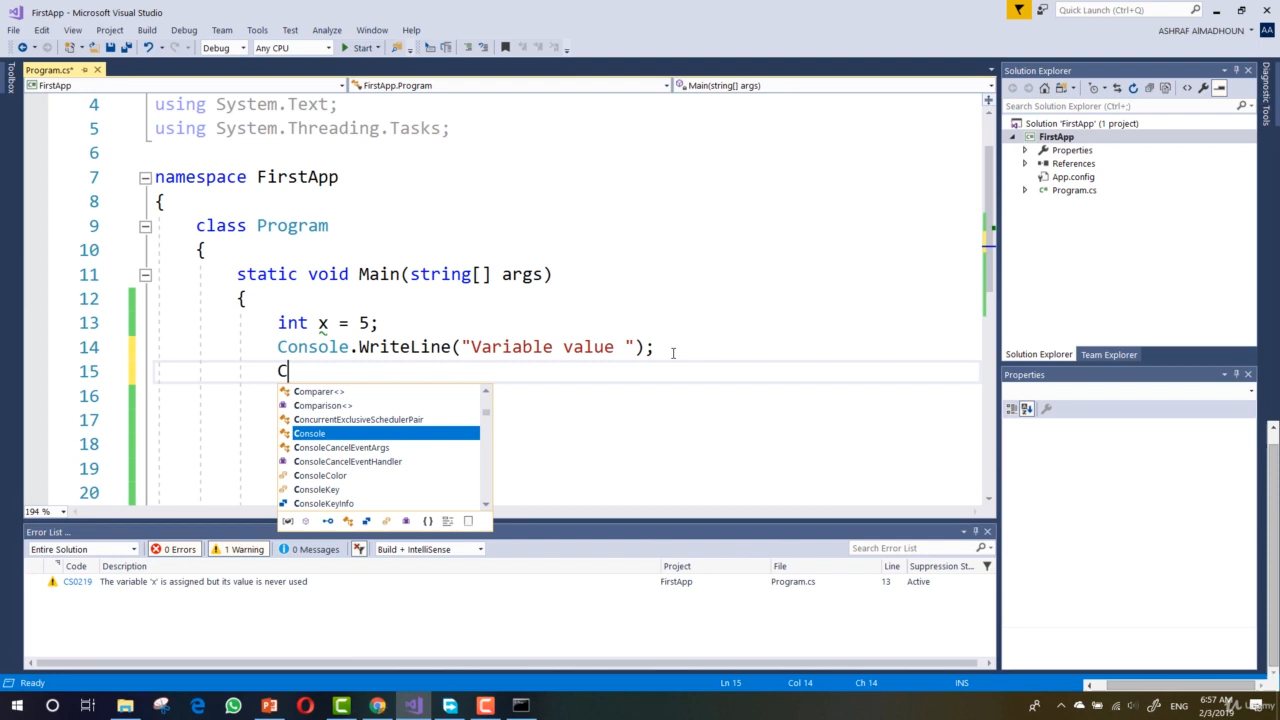 FirstApp - Microsoft Visual Studio
Quick Launch (Ctrl+Q)
File Edit View Project Build Debug Team Tools Test Analyze Window Help
ASHRAF AIMADHOUN AA
Debug Any CPU Start
Toolbox
Program.cs*
FirstApp FirstApp.Program Main(string[] args)
4 using System.Text;
5 using System.Threading.Tasks;
6
7 namespace FirstApp
8 {
9 class Program
10 {
11 static void Main(string[] args)
12 {
13 int x = 5;
14 Console.WriteLine("Variable value ");
15 C
16
17
18
19
20
Comparer<>
Comparison<>
ConcurrentExclusiveSchedulerPair
Console
ConsoleCancelEventArgs
ConsoleCancelEventHandler
ConsoleColor
ConsoleKey
ConsoleKeyInfo
194 %
Solution Explorer
Search Solution Explorer (Ctrl+;)
Solution 'FirstApp' (1 project)
FirstApp
Properties
References
App.config
Program.cs
Solution Explorer Team Explorer
Properties
Diagnostic Tools
Error List ...
Entire Solution 0 Errors 1 Warning 0 Messages Build + IntelliSense Search Error List
Code Description Project File Line Suppression St...
CS0219 The variable 'x' is assigned but its value is never used FirstApp Program.cs 13 Active
Ready Ln 15 Col 14 Ch 14 INS
ENG 6:57 AM